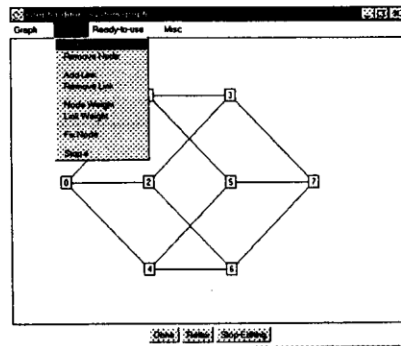 Graph Ready-to-use Misc
Remove Node
Add Link
Remove Link
Node Weight
Link Weight
Fix Node
1 3
0 2 5 7
4 6
Close Redraw Stop Editing